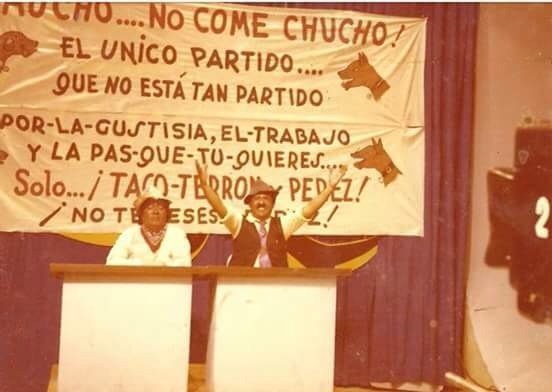 CHUCHO....NO COME CHUCHO!
EL UNICO PARTIDO....
QUE NO ESTÁ TAN PARTIDO
POR-LA-GUSTISIA, EL-TRABAJO
Y LA PAS-QUE-TU-QUIERES....
Solo...¡ TACO-TERRON- PEREZ!
¡NO TE
2